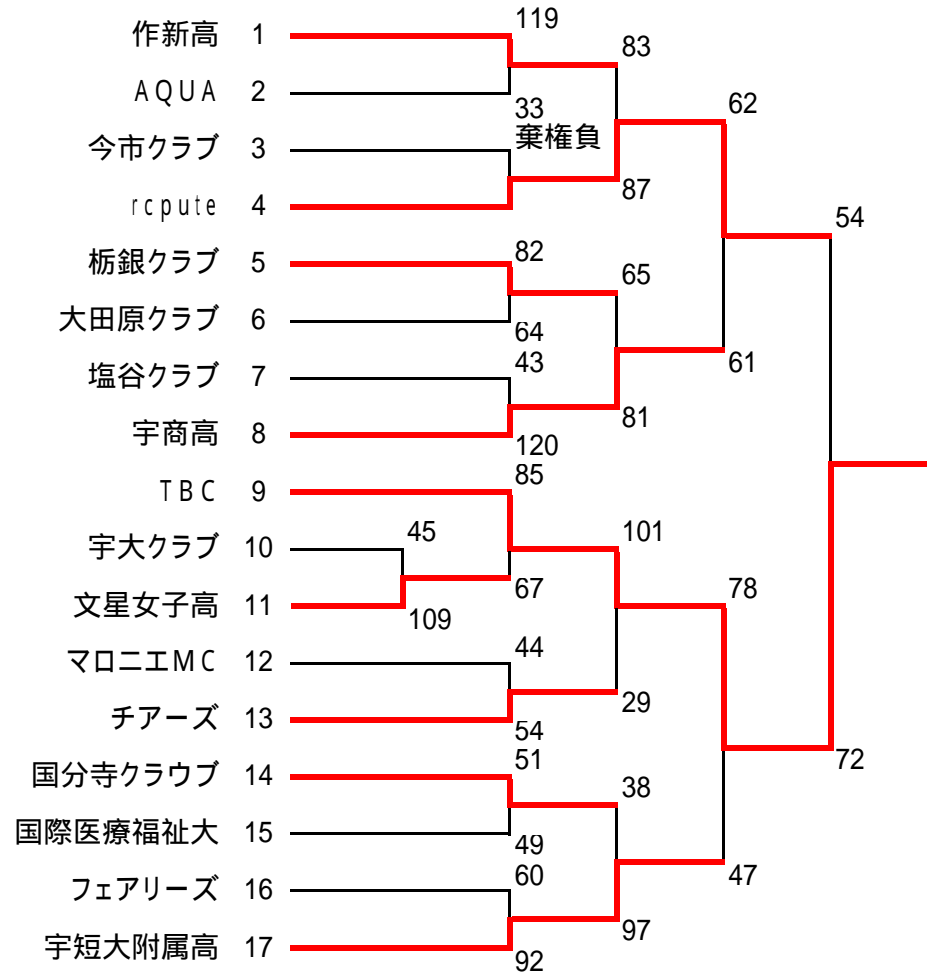 作新高 1 119
83
AQUA 2 33
62
棄権負
今市クラブ 3
rcpute 4 87
54
栃銀クラブ 5 82
65
大田原クラブ 6 64
塩谷クラブ 7 43
61
宇商高 8 120
81
TBC 9 85
宇大クラブ 10 45
101
文星女子高 11 109
67
78
マロニエMC 12 44
チアーズ 13 54
29
72
国分寺クラウブ 14 51
38
国際医療福祉大 15 49
フェアリーズ 16 60
47
宇短大附属高 17 92
97